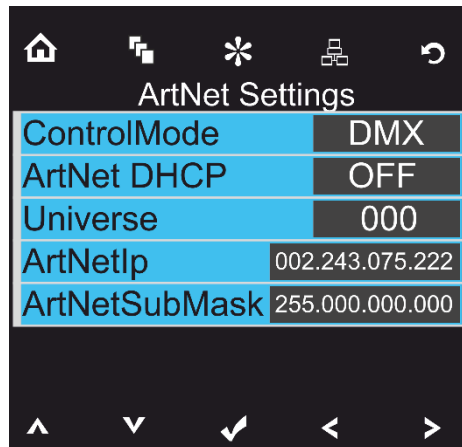 ArtNet Settings
ControlMode DMX
ArtNet DHCP OFF
Universe 000
ArtNetIp 002.243.075.222
ArtNetSubMask 255.000.000.000